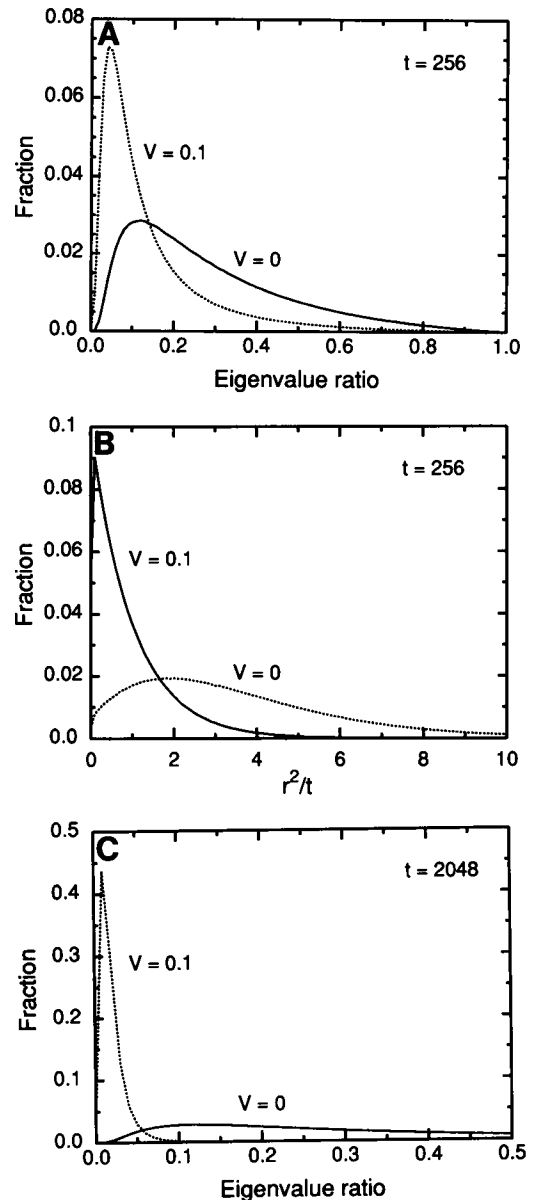 A
t = 256
0.08
0.06
0.04
0.02
0.0
Fraction
V = 0.1
V = 0
0.0 0.2 0.4 0.6 0.8 1.0
Eigenvalue ratio
B
t = 256
0.1
0.08
0.06
0.04
0.02
0.0
Fraction
V = 0.1
V = 0
0 2 4 6 8 10
r²/t
C
t = 2048
0.5
0.4
0.3
0.2
0.1
0.0
Fraction
V = 0.1
V = 0
0.0 0.1 0.2 0.3 0.4 0.5
Eigenvalue ratio